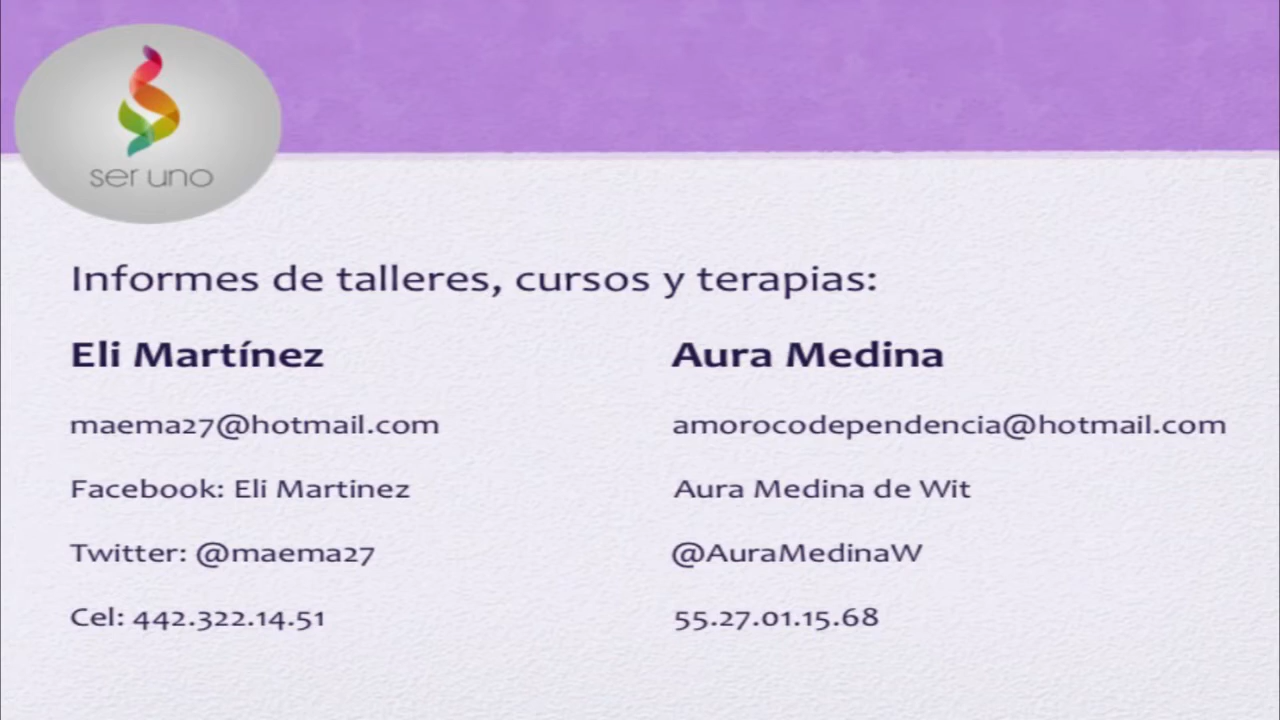 ser uno
Informes de talleres, cursos y terapias:
Eli Martínez
maema27@hotmail.com
Facebook: Eli Martinez
Twitter: @maema27
Cel: 442.322.14.51
Aura Medina
amorocodependencia@hotmail.com
Aura Medina de Wit
@AuraMedinaW
55.27.01.15.68